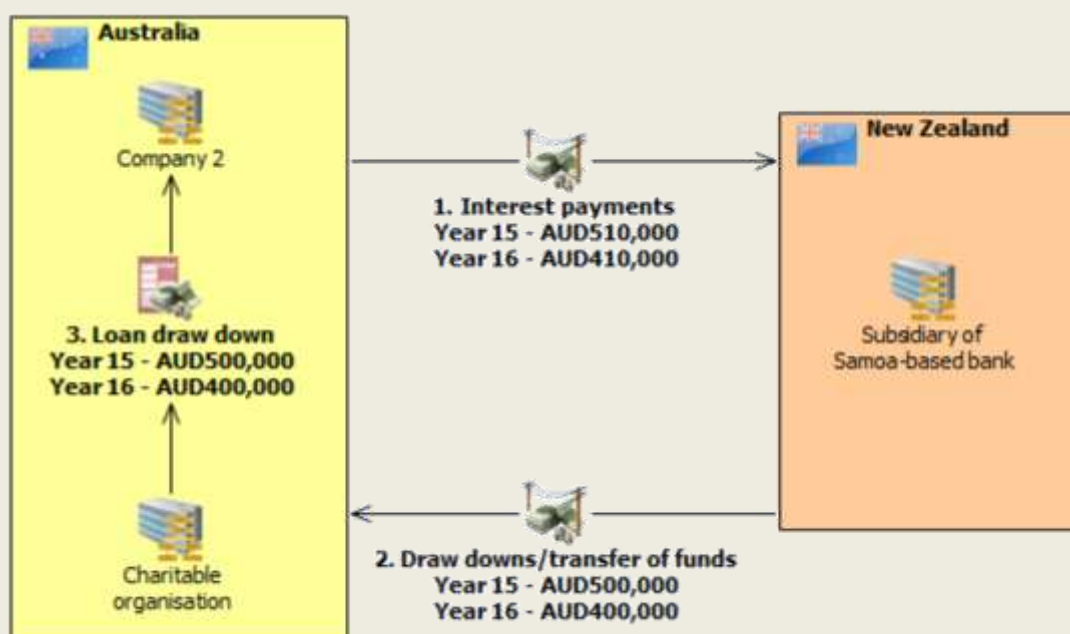 Australia
Company 2
3. Loan draw down
Year 15 - AUD500,000
Year 16 - AUD400,000
Charitable
organisation
1. Interest payments
Year 15 - AUD510,000
Year 16 - AUD410,000
2. Draw downs/transfer of funds
Year 15 - AUD500,000
Year 16 - AUD400,000
New Zealand
Subsidiary of
Samoa-based bank